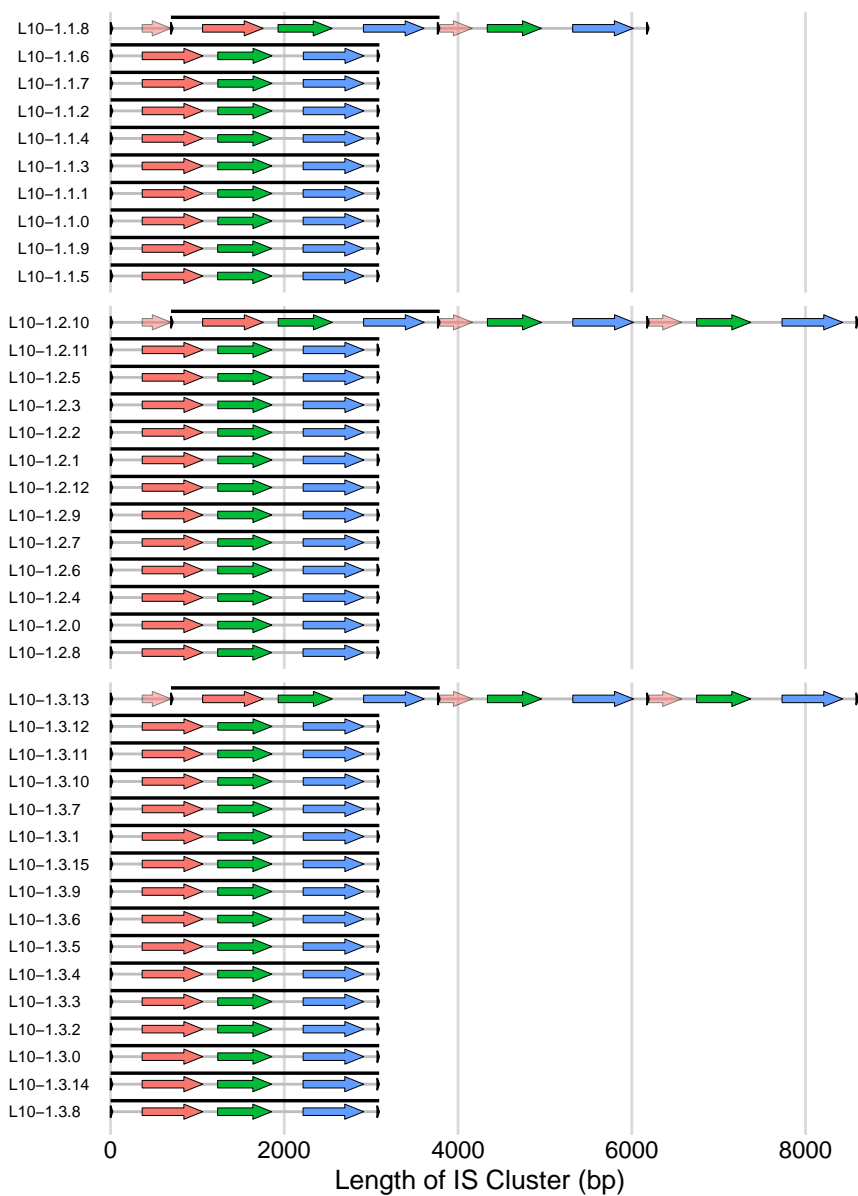 L10−1.1.8
L10−1.1.6
L10−1.1.7
L10−1.1.2
L10−1.1.4
L10−1.1.3
L10−1.1.1
L10−1.1.0
L10−1.1.9
L10−1.1.5
L10−1.2.10
L10−1.2.11
L10−1.2.5
L10−1.2.3
L10−1.2.2
L10−1.2.1
L10−1.2.12
L10−1.2.9
L10−1.2.7
L10−1.2.6
L10−1.2.4
L10−1.2.0
L10−1.2.8
L10−1.3.13
L10−1.3.12
L10−1.3.11
L10−1.3.10
L10−1.3.7
L10−1.3.1
L10−1.3.15
L10−1.3.9
L10−1.3.6
L10−1.3.5
L10−1.3.4
L10−1.3.3
L10−1.3.2
L10−1.3.0
L10−1.3.14
L10−1.3.8
0 2000 4000 6000 8000
Length of IS Cluster (bp)